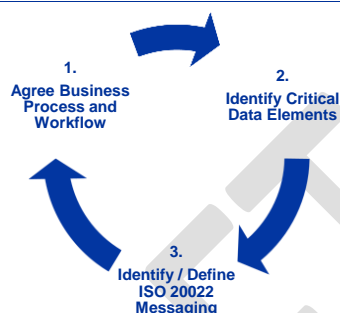 1.
Agree Business
Process and
Workflow
2.
Identify Critical
Data Elements
3.
Identify / Define
ISO 20022
Messaging